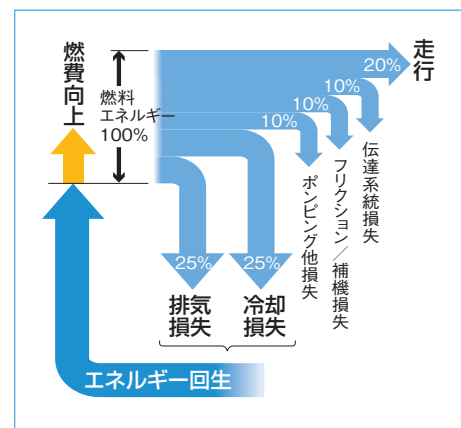 燃費向上
燃料
エネルギー
100%
20%
走行
10%
伝達系統損失
10%
フリクション/補機損失
10%
ポンピング他損失
25%
冷却
損失
25%
排気
損失
エネルギー回生